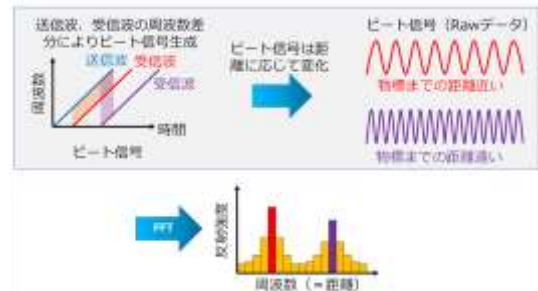 送信波、受信波の周波数差
分によりビート信号生成
送信波 受信波
受信波
周波数
時間
ビート信号
ビート信号は距
離に応じて変化
ビート信号（Rawデータ）
物標までの距離近い
物標までの距離遠い
FFT
反射強度
周波数（＝距離）